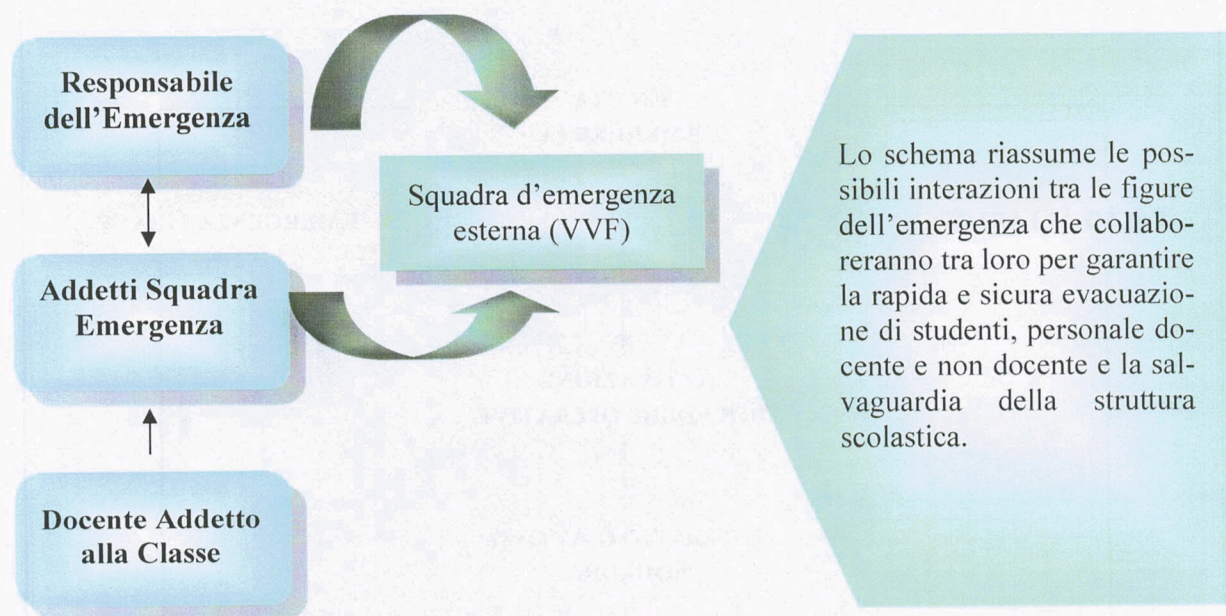 Responsabile
dell'Emergenza
Addetti Squadra
Emergenza
Docente Addetto
alla Classe
Squadra d'emergenza
esterna (VVF)
Lo schema riassume le pos-
sibili interazioni tra le figure
dell'emergenza che collabo-
reranno tra loro per garantire
la rapida e sicura evacuazio-
ne di studenti, personale do-
cente e non docente e la sal-
vaguardia della struttura
scolastica.